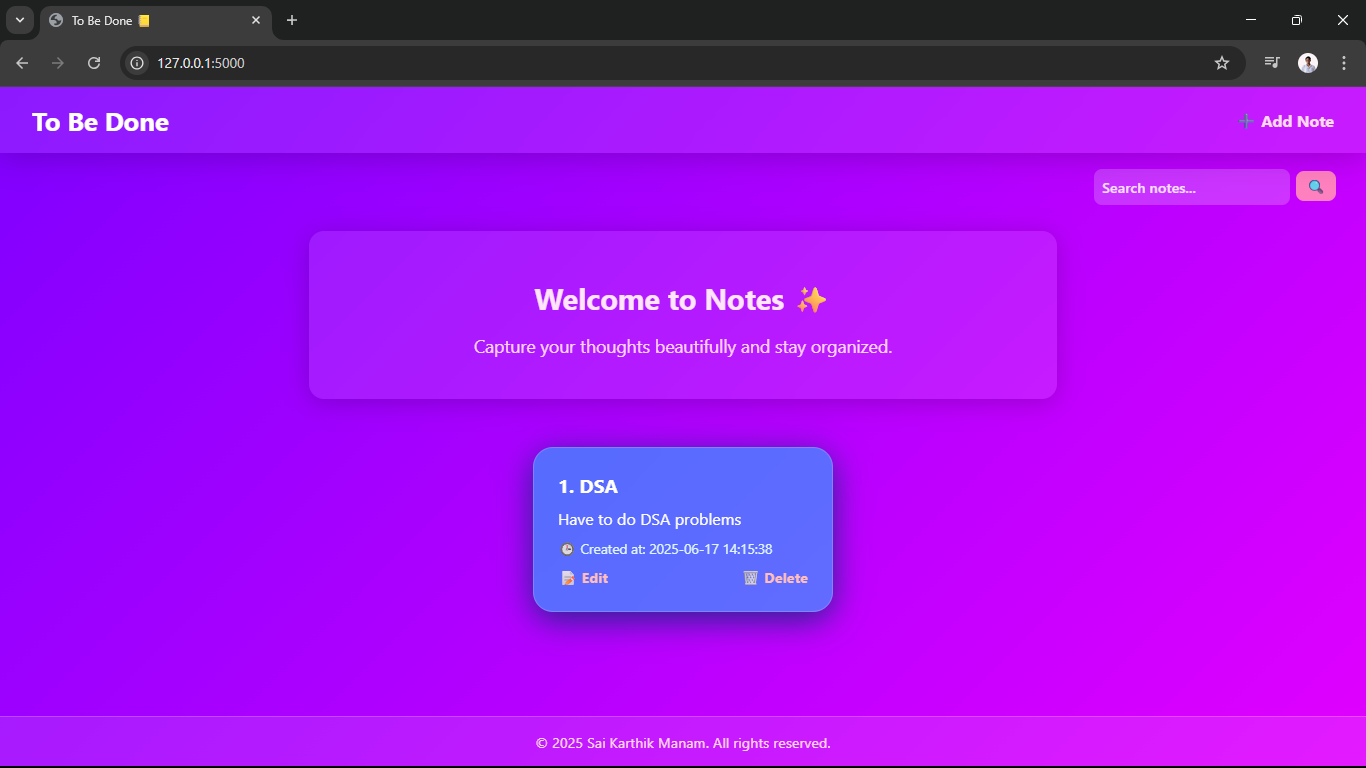 To Be Done 📒
127.0.0.1:5000
To Be Done
➕ Add Note
Search notes...
🔍
Welcome to Notes ✨
Capture your thoughts beautifully and stay organized.
1. DSA
Have to do DSA problems
🕒 Created at: 2025-06-17 14:15:38
📝 Edit 🗑️ Delete
© 2025 Sai Karthik Manam. All rights reserved.